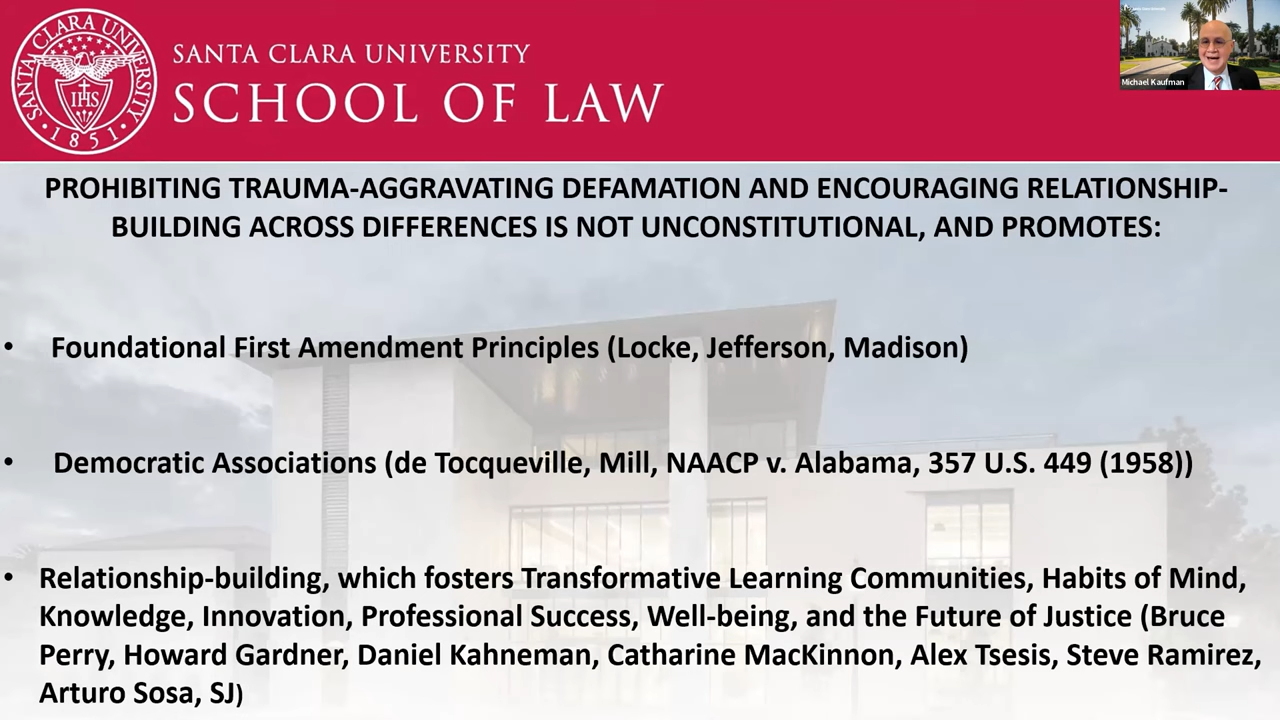 SANTA CLARA UNIVERSITY
SCHOOL OF LAW
SANTA CLARA UNIVERSITY
IHS
1851
Michael Kaufman
PROHIBITING TRAUMA-AGGRAVATING DEFAMATION AND ENCOURAGING RELATIONSHIP-
BUILDING ACROSS DIFFERENCES IS NOT UNCONSTITUTIONAL, AND PROMOTES:
• Foundational First Amendment Principles (Locke, Jefferson, Madison)
• Democratic Associations (de Tocqueville, Mill, NAACP v. Alabama, 357 U.S. 449 (1958))
• Relationship-building, which fosters Transformative Learning Communities, Habits of Mind,
Knowledge, Innovation, Professional Success, Well-being, and the Future of Justice (Bruce
Perry, Howard Gardner, Daniel Kahneman, Catharine MacKinnon, Alex Tsesis, Steve Ramirez,
Arturo Sosa, SJ)